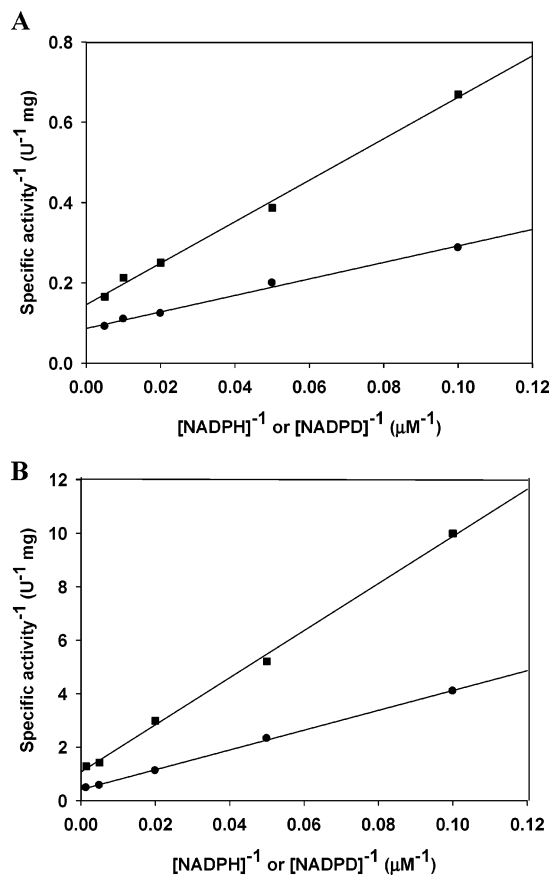 A
0.8
0.6
0.4
0.2
0.0
Specific activity⁻¹ (U⁻¹ mg)
0.00 0.02 0.04 0.06 0.08 0.10 0.12
[NADPH]⁻¹ or [NADPD]⁻¹ (μM⁻¹)
B
12
10
8
6
4
2
0
Specific activity⁻¹ (U⁻¹ mg)
0.00 0.02 0.04 0.06 0.08 0.10 0.12
[NADPH]⁻¹ or [NADPD]⁻¹ (μM⁻¹)